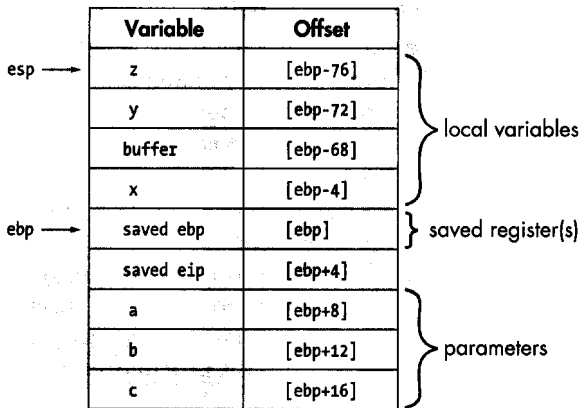 Variable Offset
esp z [ebp-76]
y [ebp-72]
buffer [ebp-68]
local variables
x [ebp-4]
ebp saved ebp [ebp] saved register(s)
saved eip [ebp+4]
a [ebp+8]
b [ebp+12] parameters
c [ebp+16]